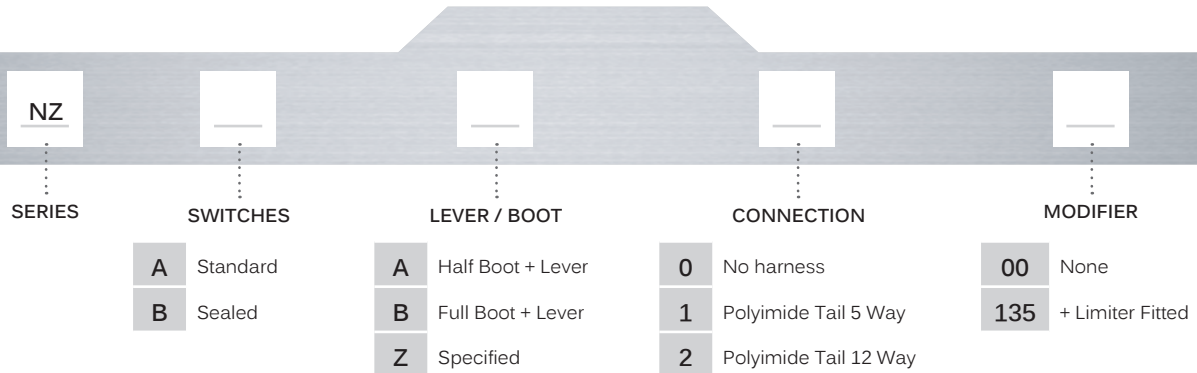 NZ
SERIES
SWITCHES
A Standard
B Sealed
LEVER / BOOT
A Half Boot + Lever
B Full Boot + Lever
Z Specified
CONNECTION
0 No harness
1 Polyimide Tail 5 Way
2 Polyimide Tail 12 Way
MODIFIER
00 None
135 + Limiter Fitted